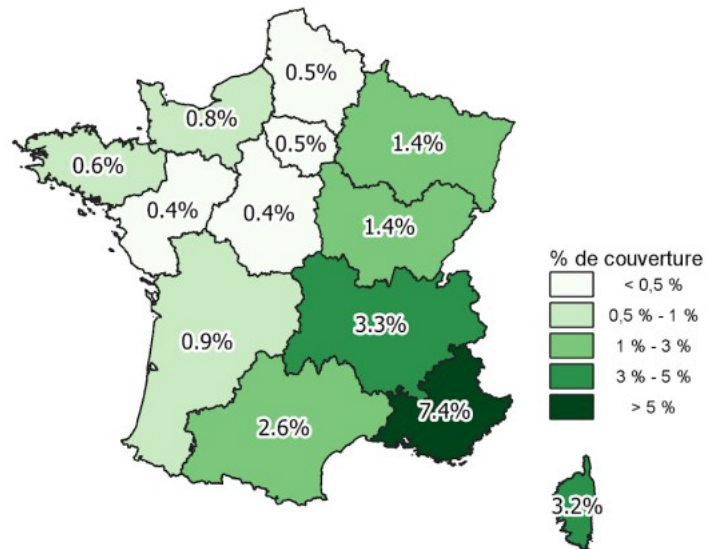 0.5%
0.8%
0.5%
1.4%
0.6%
0.4%
0.4%
1.4%
% de couverture
< 0,5 %
0,5 % - 1 %
1 % - 3 %
3 % - 5 %
> 5 %
3.3%
0.9%
7.4%
2.6%
3.2%